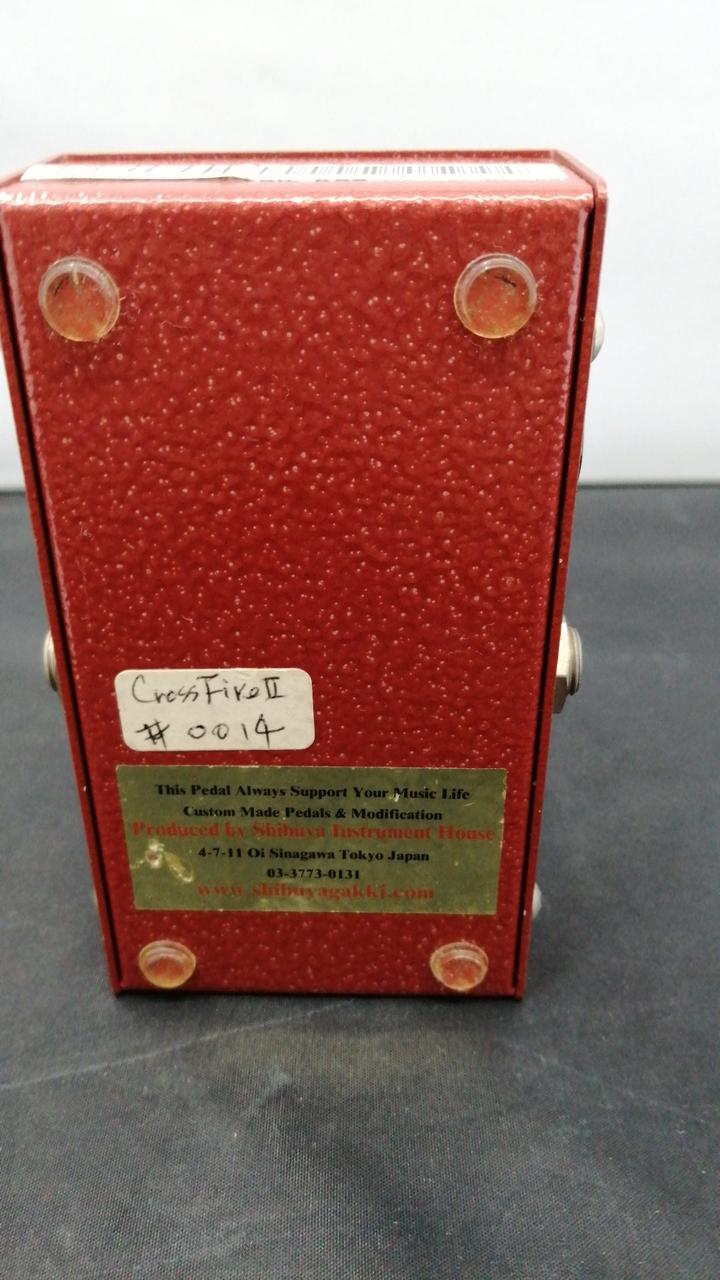 CrossFire II
# 0014
This Pedal Always Support Your Music Life
Custom Made Pedals & Modification
Produced by Shibuya Instrument House
4-7-11 Oi Sinagawa Tokyo Japan
03-3773-0131
www.shibuyagakki.com